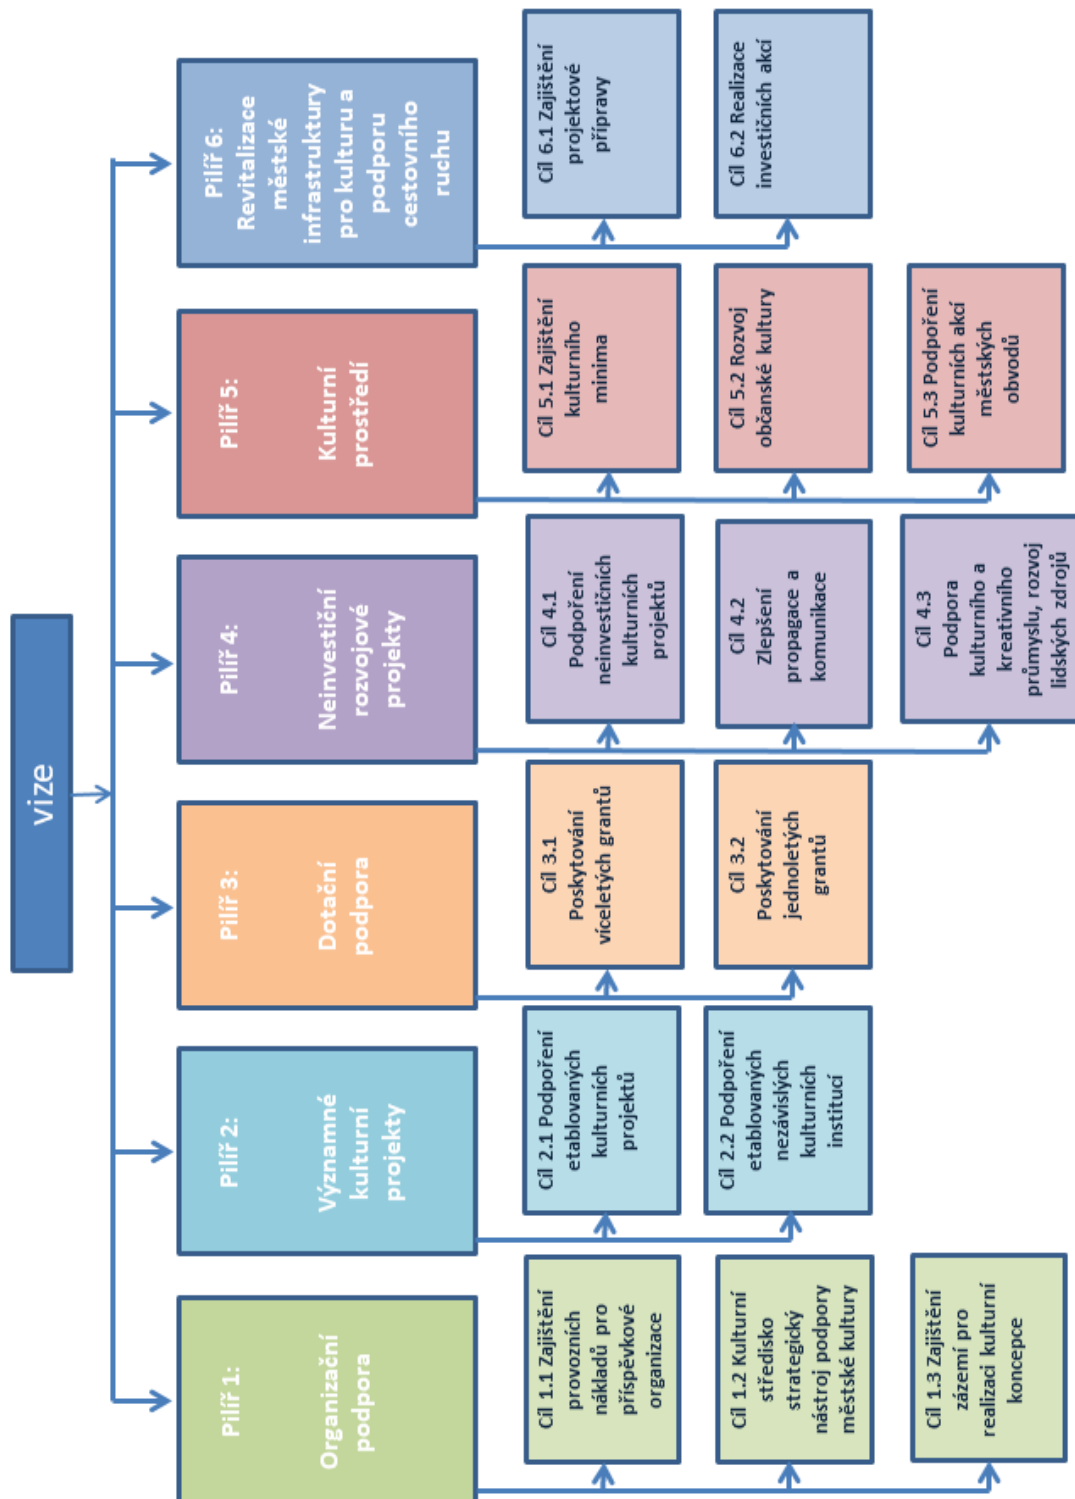 vize
Pilíř 1:
Organizační
podpora
Pilíř 2:
Významné
kulturní
projekty
Pilíř 3:
Dotační
podpora
Pilíř 4:
Neinvestiční
rozvojové
projekty
Pilíř 5:
Kulturní
prostředí
Pilíř 6:
Revitalizace
městské
infrastruktury
pro kulturu a
podporu
cestovního
ruchu
Cíl 1.1 Zajištění
provozních
nákladů pro
příspěvkové
organizace
Cíl 1.2 Kulturní
středisko
strategický
nástroj podpory
městské kultury
Cíl 1.3 Zajištění
zázemí pro
realizaci kulturní
koncepce
Cíl 2.1 Podpoření
etablovaných
kulturních
projektů
Cíl 2.2 Podpoření
etablovaných
nezávislých
kulturních
institucí
Cíl 3.1
Poskytování
víceletých grantů
Cíl 3.2
Poskytování
jednoletých
grantů
Cíl 4.1
Podpoření
neinvestičních
kulturních
projektů
Cíl 4.2
Zlepšení
propagace a
komunikace
Cíl 4.3
Podpora
kulturního a
kreativního
průmyslu, rozvoj
lidských zdrojů
Cíl 5.1 Zajištění
kulturního
minima
Cíl 5.2 Rozvoj
občanské kultury
Cíl 5.3 Podpoření
kulturních akcí
městských
obvodů
Cíl 6.1 Zajištění
projektové
přípravy
Cíl 6.2 Realizace
investičních akcí